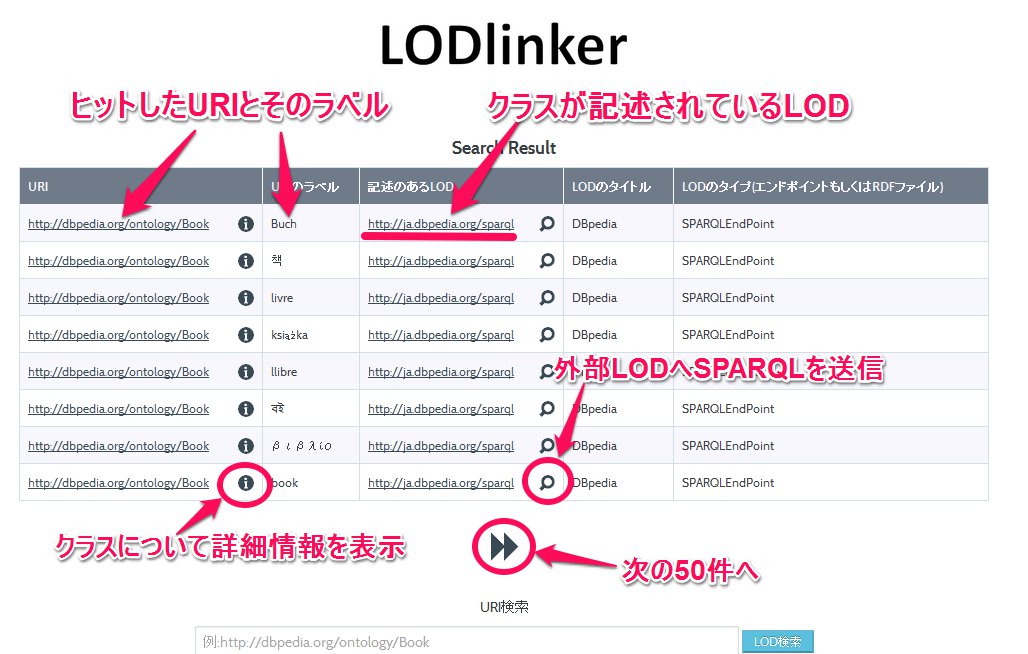 LODlinker
ヒットしたURIとそのラベル
クラスが記述されているLOD
Search Result
URI のラベル 記述のあるLOD LODのタイトル LODのタイプ(エンドポイントもしくはRDFファイル)
http://dbpedia.org/ontology/Book Buch http://ja.dbpedia.org/sparql DBpedia SPARQLEndPoint
http://dbpedia.org/ontology/Book 책 http://ja.dbpedia.org/sparql DBpedia SPARQLEndPoint
http://dbpedia.org/ontology/Book livre http://ja.dbpedia.org/sparql DBpedia SPARQLEndPoint
http://dbpedia.org/ontology/Book książka http://ja.dbpedia.org/sparql DBpedia SPARQLEndPoint
http://dbpedia.org/ontology/Book llibre http://ja.dbpedia.org/sparql
外部LODへSPARQLを送信
http://dbpedia.org/ontology/Book বই http://ja.dbpedia.org/sparql DBpedia SPARQLEndPoint
http://dbpedia.org/ontology/Book βιβλίο http://ja.dbpedia.org/sparql DBpedia SPARQLEndPoint
http://dbpedia.org/ontology/Book book http://ja.dbpedia.org/sparql DBpedia SPARQLEndPoint
クラスについて詳細情報を表示
次の50件へ
URI検索
例:http://dbpedia.org/ontology/Book LOD検索